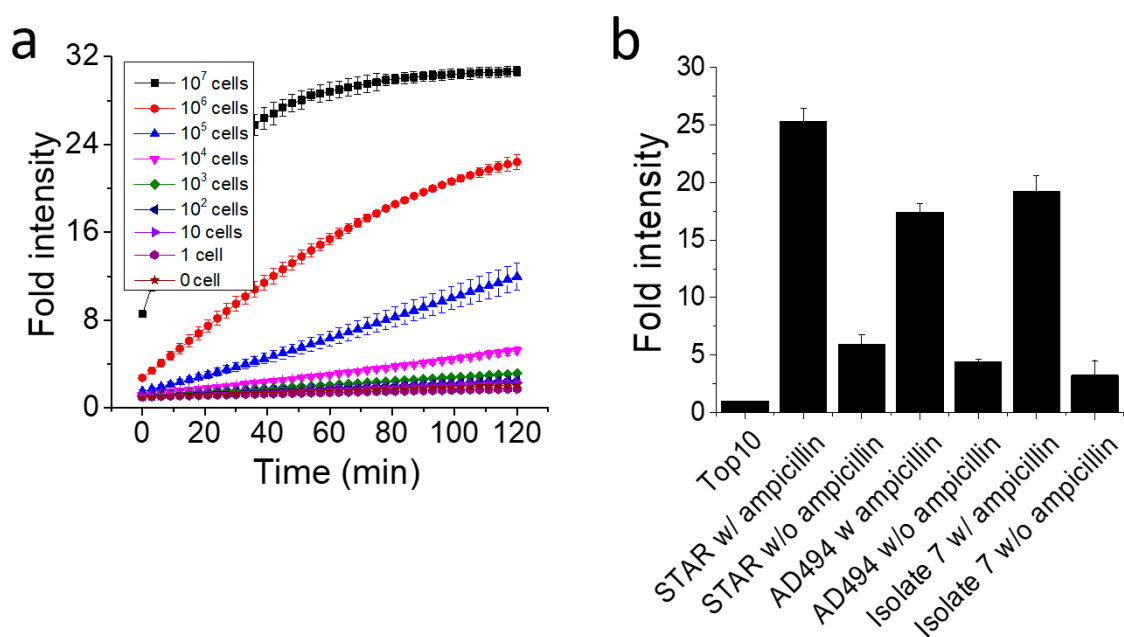 a
Fold intensity
32
24
16
8
0
10⁷ cells
10⁶ cells
10⁵ cells
10⁴ cells
10³ cells
10² cells
10 cells
1 cell
0 cell
0 20 40 60 80 100 120
Time (min)
b
Fold intensity
30
25
20
15
10
5
0
Top10
STAR w/ ampicillin
STAR w/o ampicillin
AD494 w ampicillin
AD494 w/o ampicillin
Isolate 7 w/ ampicillin
Isolate 7 w/o ampicillin